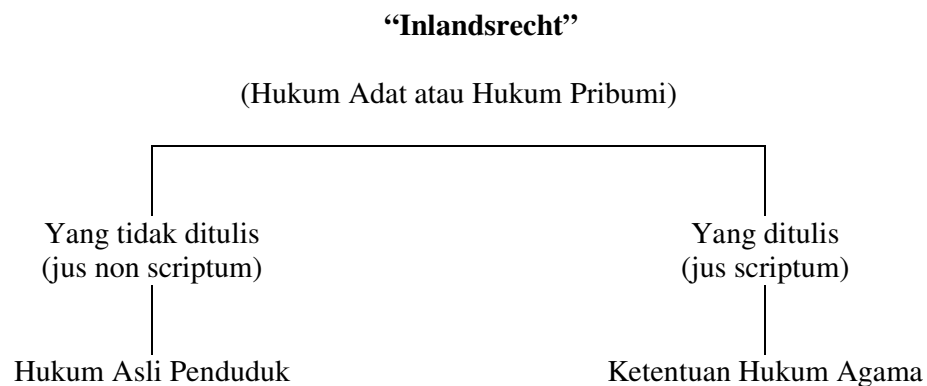 “Inlandsrecht”
(Hukum Adat atau Hukum Pribumi)
Yang tidak ditulis
(jus non scriptum)
Yang ditulis
(jus scriptum)
Hukum Asli Penduduk
Ketentuan Hukum Agama